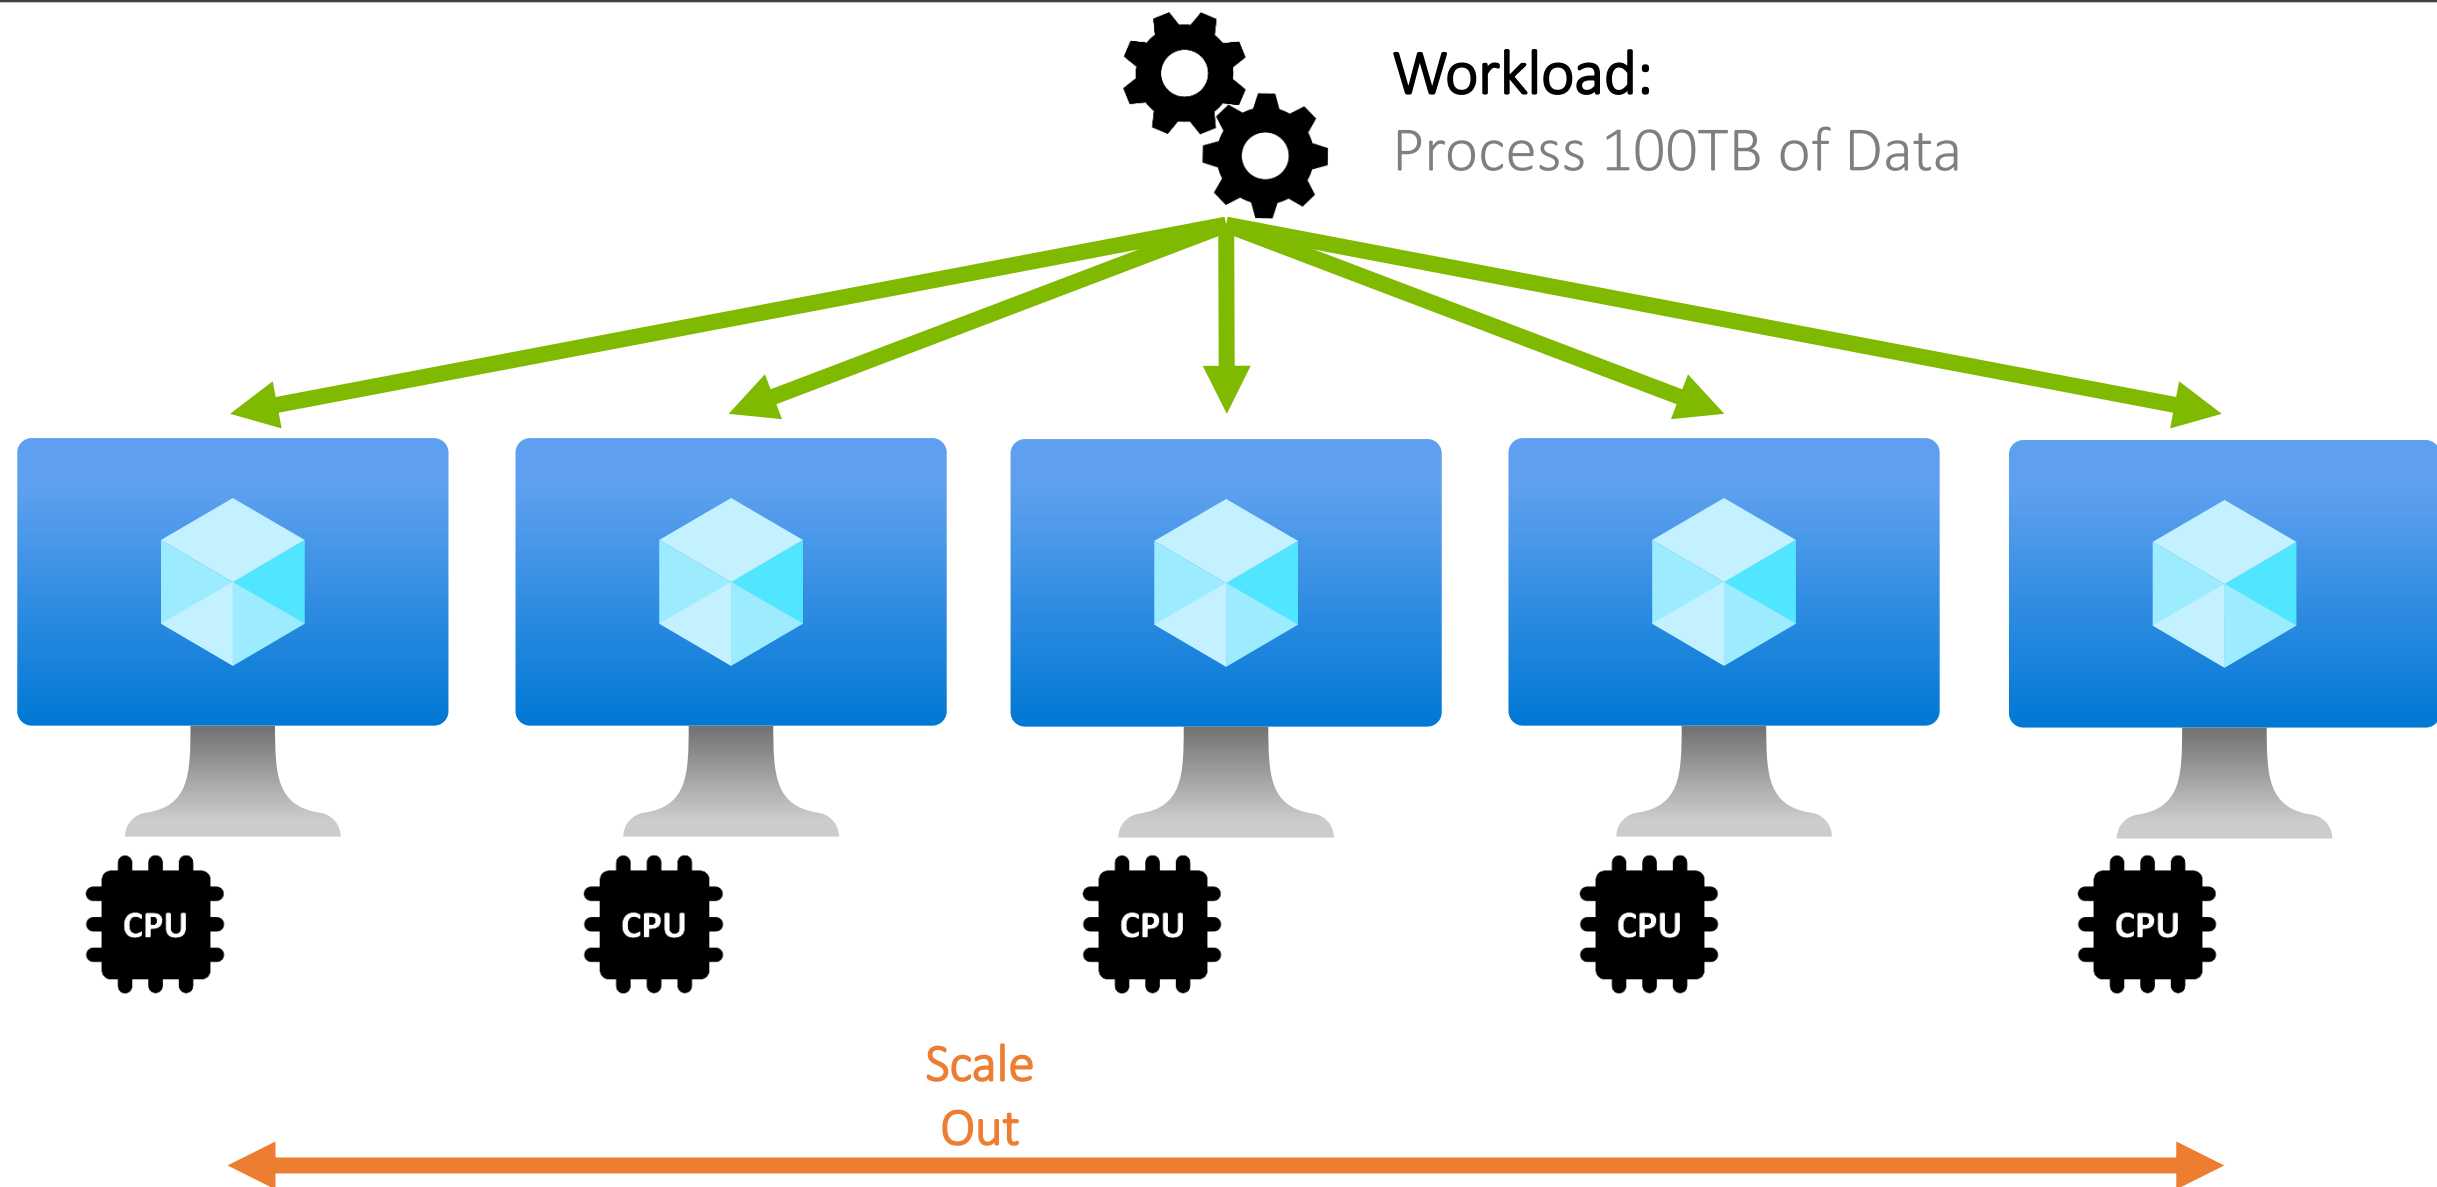 Workload:
Process 100TB of Data
CPU
CPU
CPU
CPU
CPU
Scale
Out